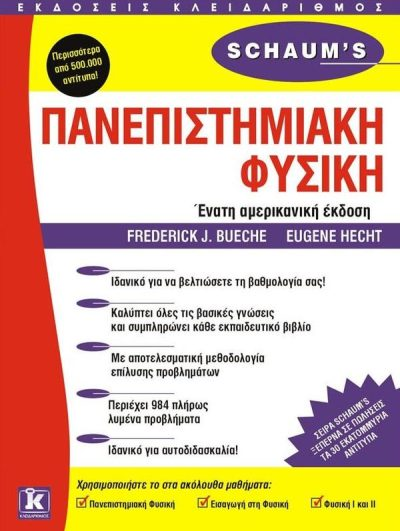 ΕΚΔΟΣΕΙΣ ΚΛΕΙΔΑΡΙΘΜΟΣ
Περισσότερα
από 500.000
αντίτυπα!
SCHAUM'S
ΠΑΝΕΠΙΣΤΗΜΙΑΚΗ
ΦΥΣΙΚΗ
Ένατη αμερικανική έκδοση
FREDERICK J. BUECHE EUGENE HECHT
Ιδανικό για να βελτιώσετε τη βαθμολογία σας!
Καλύπτει όλες τις βασικές γνώσεις
και συμπληρώνει κάθε εκπαιδευτικό βιβλίο
Με αποτελεσματική μεθοδολογία
επίλυσης προβλημάτων
Περιέχει 984 πλήρως
λυμένα προβλήματα
Ιδανικό για αυτοδιδασκαλία!
ΣΕΙΡΑ SCHAUM'S
ΞΕΠΕΡΝΑ ΣΕ ΠΩΛΗΣΕΙΣ
ΤΑ 30 ΕΚΑΤΟΜΜΥΡΙΑ
ΑΝΤΙΤΥΠΑ
Χρησιμοποιήστε το στα ακόλουθα μαθήματα:
Πανεπιστημιακή Φυσική Εισαγωγή στη Φυσική Φυσική Ι και ΙΙ
Κ
ΚΛΕΙΔΑΡΙΘΜΟΣ